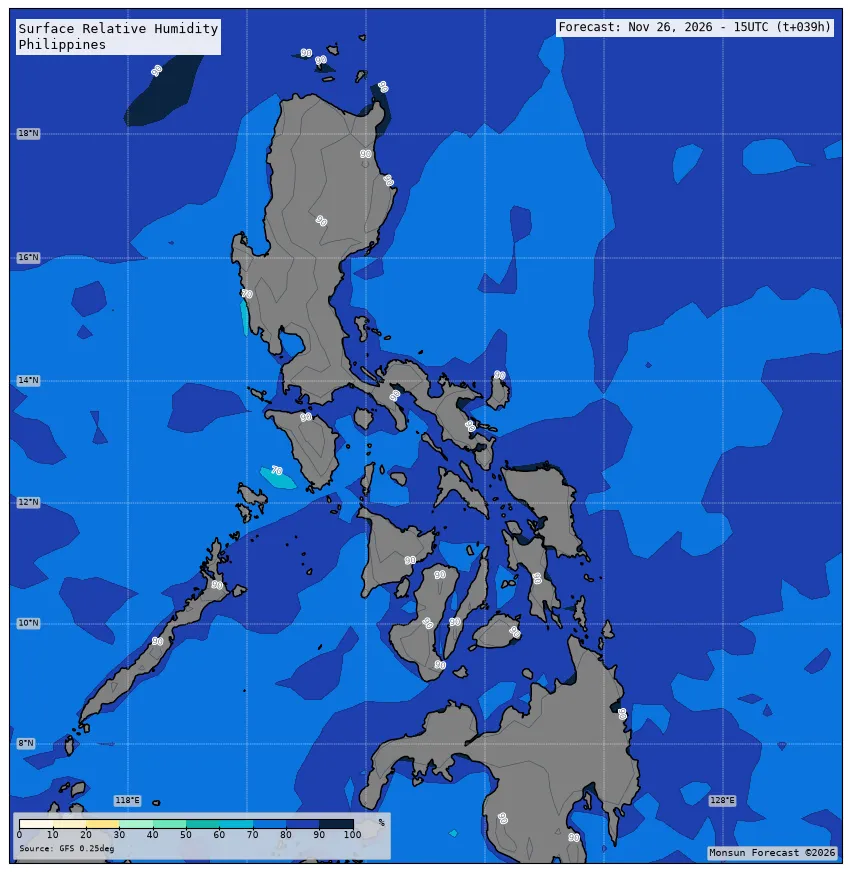 Surface Relative Humidity
Philippines
Forecast: Nov 26, 2026 - 15UTC (t+039h)
90
90
90
90
18°N
90
90
90
16°N
70
14°N
90
90
90
90
70
12°N
90
90
90
90
10°N
90
90
90
90
90
90
8°N
118°E
128°E
90
90
0 10 20 30 40 50 60 70 80 90 100 %
Source: GFS 0.25deg
Monsun Forecast ©2026